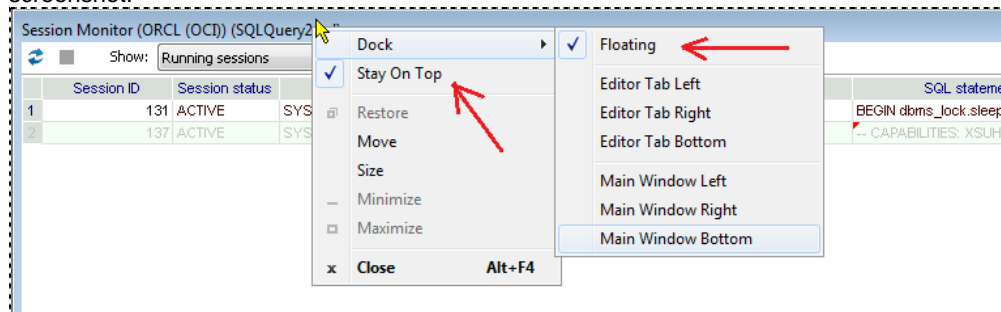 screenshot.
Session Monitor (ORCL (OCI)) (SQLQuery2
Show: Running sessions
Session ID Session status SQL stateme
1 131 ACTIVE SYS BEGIN dbms_lock.sleep
2 137 ACTIVE SYS -- CAPABILITIES: XSUH
Dock
Stay On Top
Restore
Move
Size
Minimize
Maximize
x Close Alt+F4
Floating
Editor Tab Left
Editor Tab Right
Editor Tab Bottom
Main Window Left
Main Window Right
Main Window Bottom